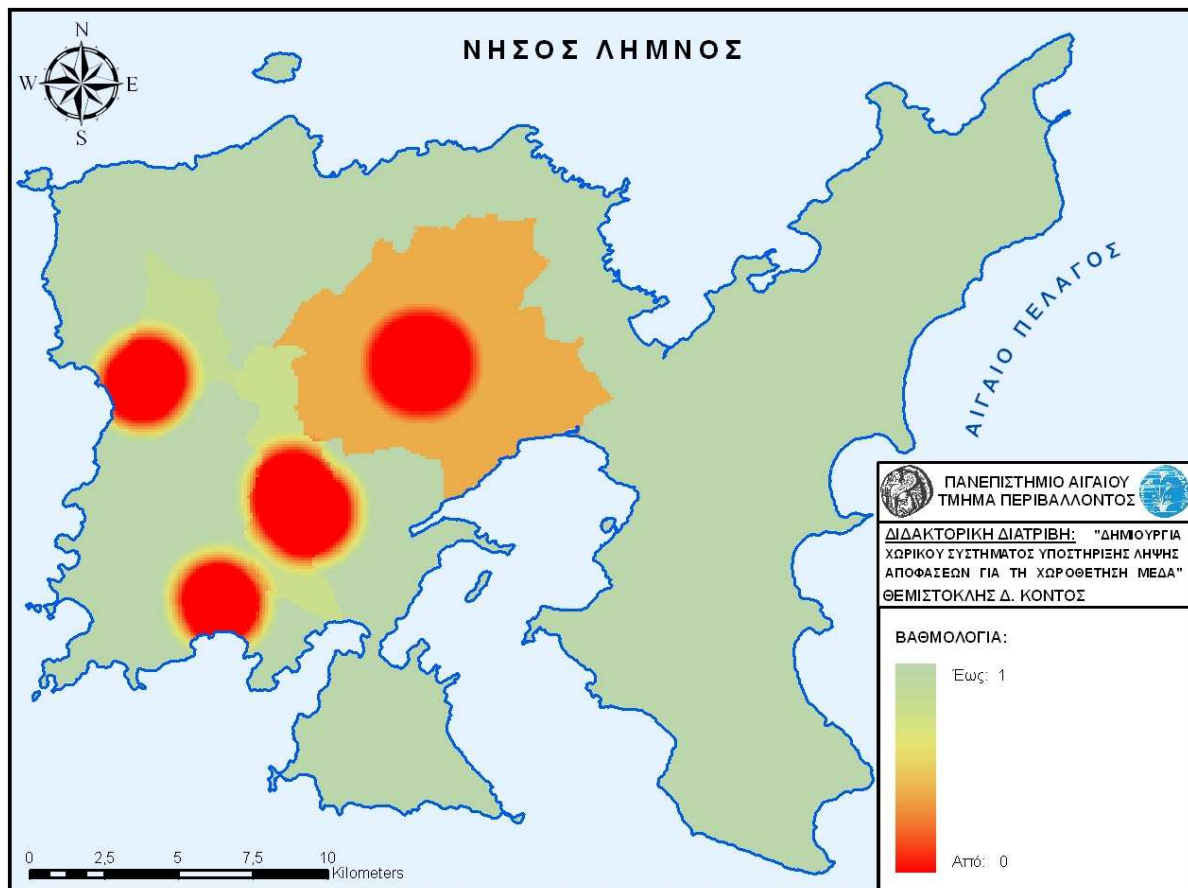 ΝΗΣΟΣ ΛΗΜΝΟΣ
N
W E
S
ΑΙΓΑΙΟ ΠΕΛΑΓΟΣ
ΠΑΝΕΠΙΣΤΗΜΙΟ ΑΙΓΑΙΟΥ
ΤΜΗΜΑ ΠΕΡΙΒΑΛΛΟΝΤΟΣ
ΔΙΔΑΚΤΟΡΙΚΗ ΔΙΑΤΡΙΒΗ: "ΔΗΜΙΟΥΡΓΙΑ
ΧΩΡΙΚΟΥ ΣΥΣΤΗΜΑΤΟΣ ΥΠΟΣΤΗΡΙΞΗΣ ΛΗΨΗΣ
ΑΠΟΦΑΣΕΩΝ ΓΙΑ ΤΗ ΧΩΡΟΘΕΤΗΣΗ ΜΕΔΑ"
ΘΕΜΙΣΤΟΚΛΗΣ Δ. ΚΟΝΤΟΣ
ΒΑΘΜΟΛΟΓΙΑ:
Έως: 1
Από: 0
0 2,5 5 7,5 10
Kilometers